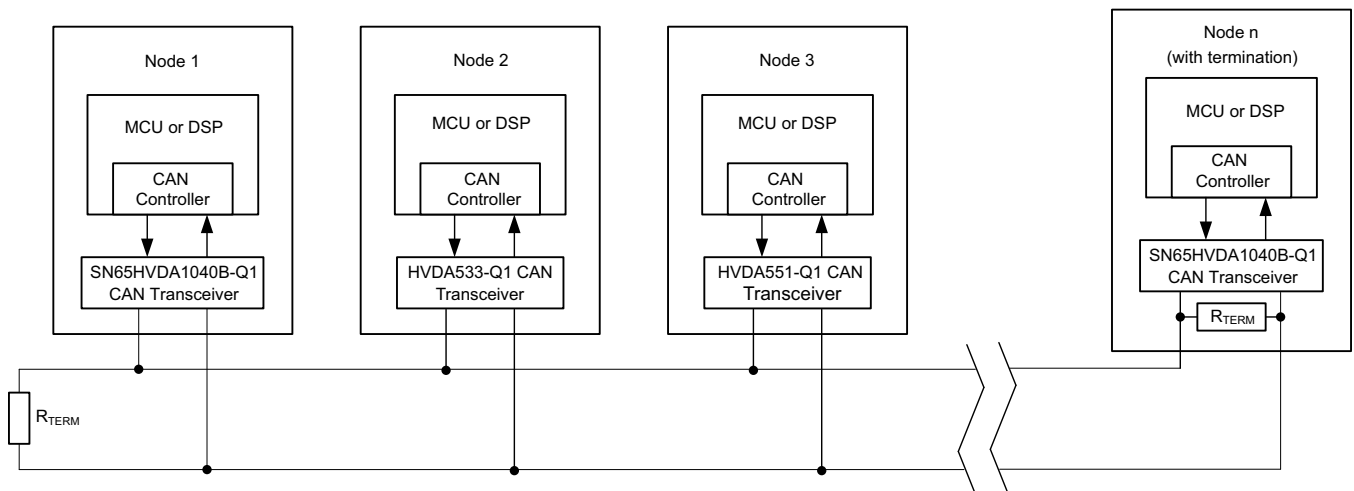 Node 1
MCU or DSP
CAN
Controller
SN65HVDA1040B-Q1
CAN Transceiver
Node 2
MCU or DSP
CAN
Controller
HVDA533-Q1 CAN
Transceiver
Node 3
MCU or DSP
CAN
Controller
HVDA551-Q1 CAN
Transceiver
Node n
(with termination)
MCU or DSP
CAN
Controller
SN65HVDA1040B-Q1
CAN Transceiver
RTERM
RTERM